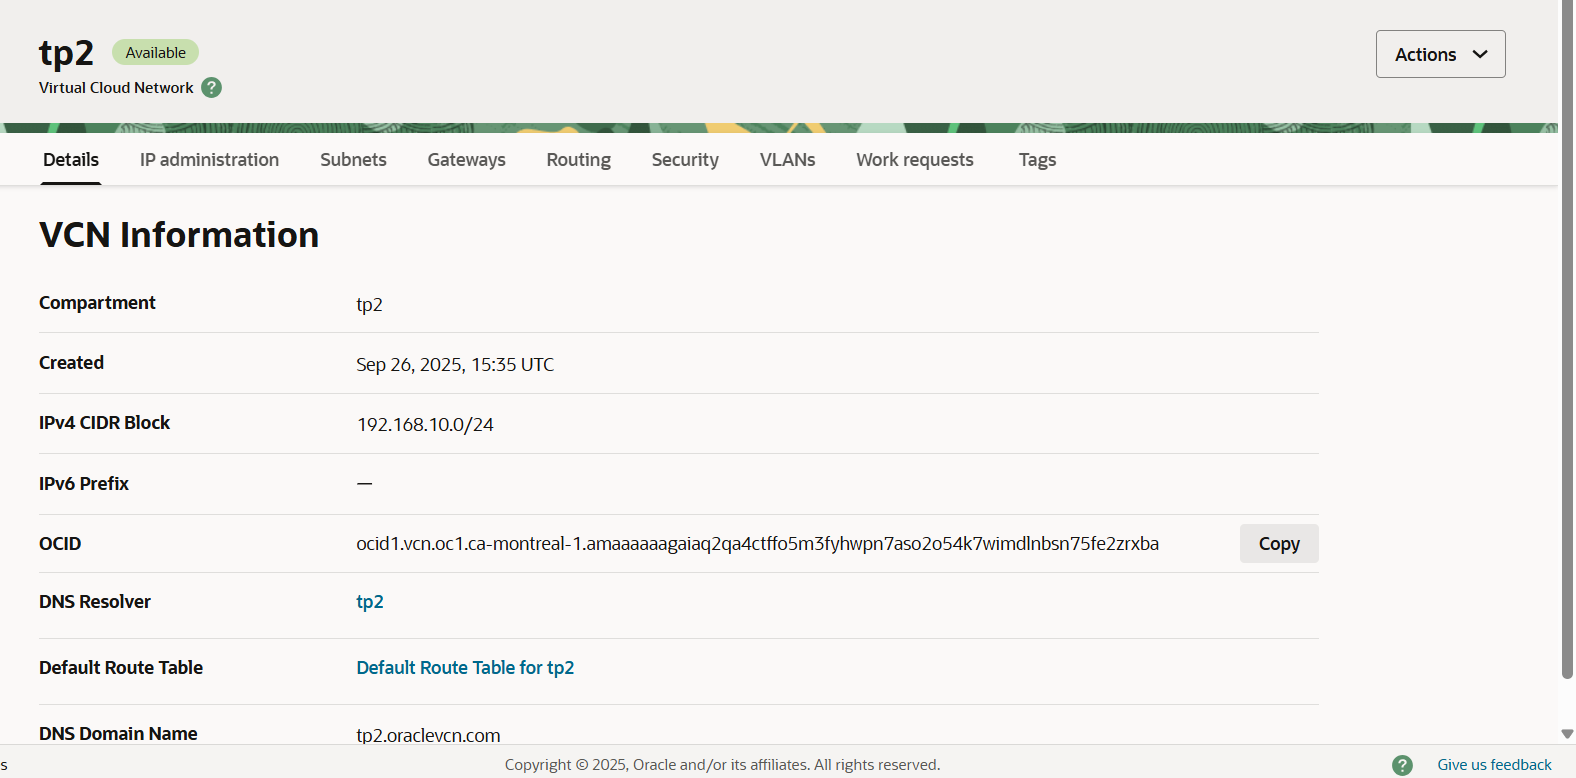 tp2 Available
Actions
Virtual Cloud Network ?
Details IP administration Subnets Gateways Routing Security VLANs Work requests Tags
VCN Information
Compartment tp2
Created Sep 26, 2025, 15:35 UTC
IPv4 CIDR Block 192.168.10.0/24
IPv6 Prefix —
OCID ocid1.vcn.oc1.ca-montreal-1.amaaaaaagaiaq2qa4ctffo5m3fyhwpn7aso2o54k7wimdlnbsn75fe2zrxba Copy
DNS Resolver tp2
Default Route Table Default Route Table for tp2
DNS Domain Name tp2.oraclevcn.com
s Copyright © 2025, Oracle and/or its affiliates. All rights reserved. ? Give us feedback